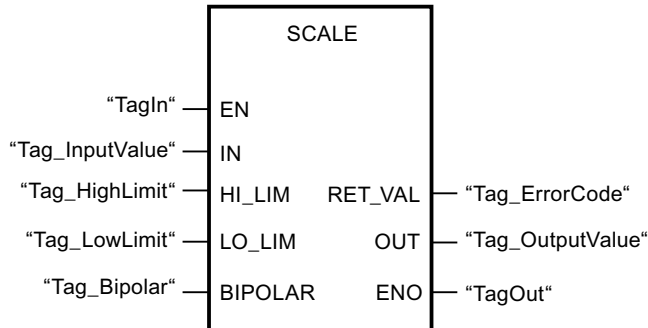 SCALE
“TagIn“ EN
“Tag_InputValue“ IN
“Tag_HighLimit“ HI_LIM RET_VAL “Tag_ErrorCode“
“Tag_LowLimit“ LO_LIM OUT “Tag_OutputValue“
“Tag_Bipolar“ BIPOLAR ENO “TagOut“